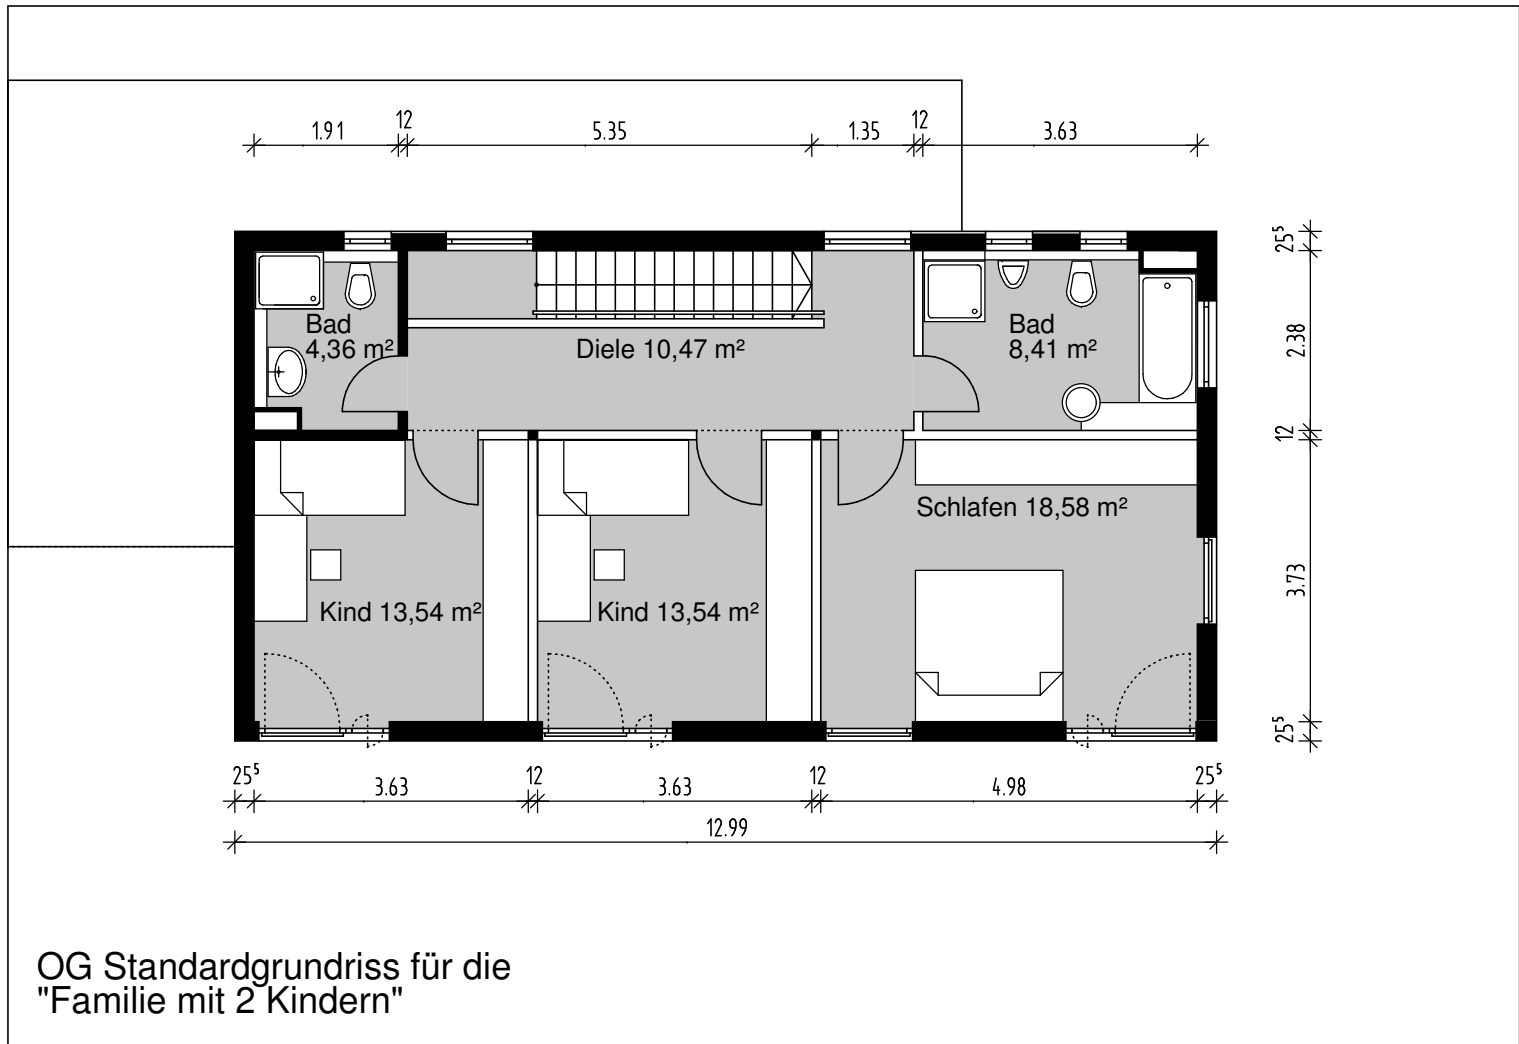 12
12
1.91
5.35
1.35
3.63
25⁵
Bad
4,36 m²
Diele 10,47 m²
Bad
8,41 m²
2.38
12
Schlafen 18,58 m²
3.73
Kind 13,54 m²
Kind 13,54 m²
25⁵
25⁵
12
12
25⁵
3.63
3.63
4.98
12.99
OG Standardgrundriss für die
"Familie mit 2 Kindern"